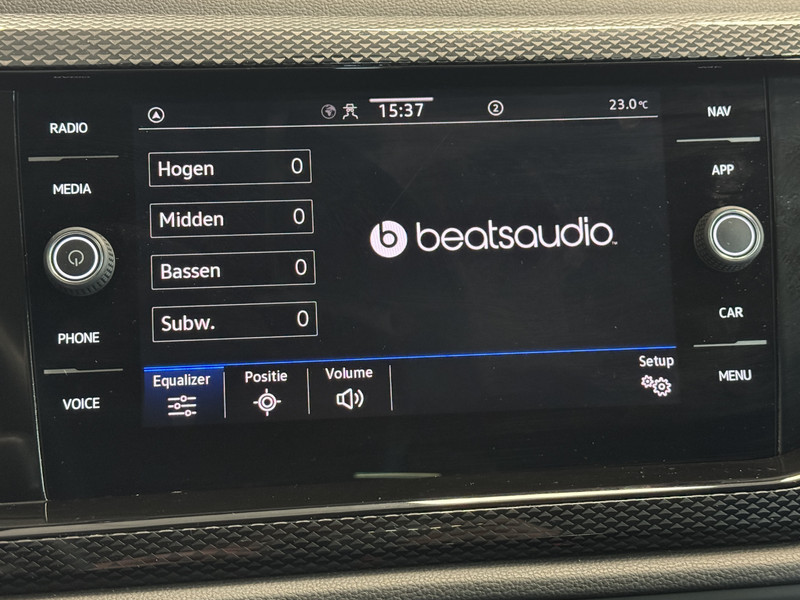 RADIO
MEDIA
PHONE
VOICE
15:37
2
23.0°C
Hogen 0
Midden 0
Bassen 0
Subw. 0
b beatsaudio™
Equalizer
Positie
Volume
Setup
NAV
APP
CAR
MENU